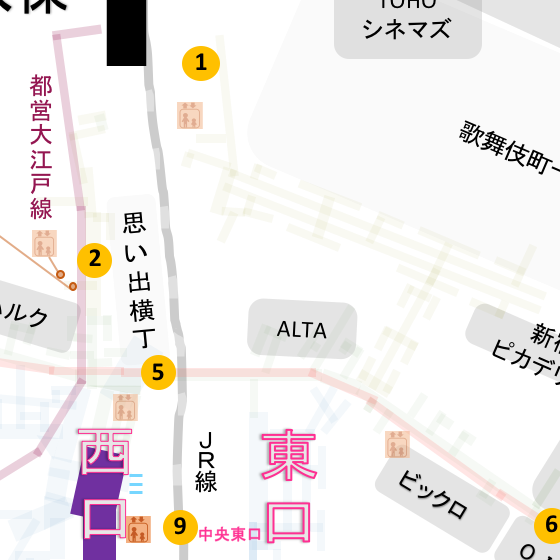 TOHO
シネマズ
1
都営大江戸線
歌舞伎町一
2
思い出横丁
ルク
ALTA
新宿
ピカデリ
5
西口
JR線
東口
ビックロ
9
中央東口
6